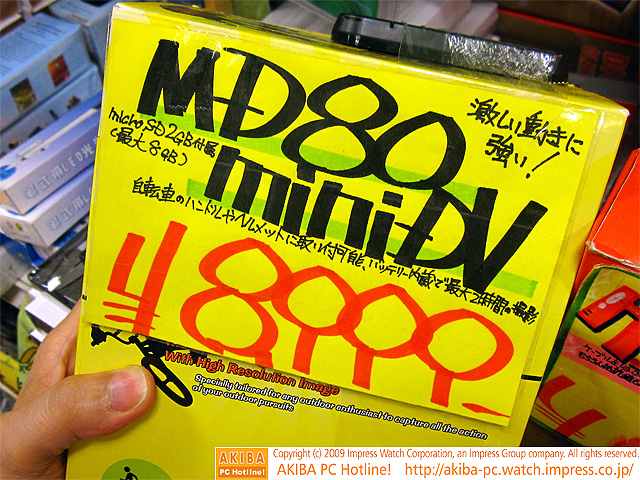 MD80
激しい動きに
強い!
microSD 2GB付属
(最大8GB)
miniDV
自転車のハンドルやヘルメットに取り付け可能、バッテリー内蔵で最大2時間の撮影
¥8999-
With High Resolution Image
Specially tailored for any outdoor enthusiast to capture all the action
of your outdoor pursuits
AKIBA
PC Hotline!
Copyright (c) 2009 Impress Watch Corporation, an Impress Group company. All rights reserved.
AKIBA PC Hotline! http://akiba-pc.watch.impress.co.jp/